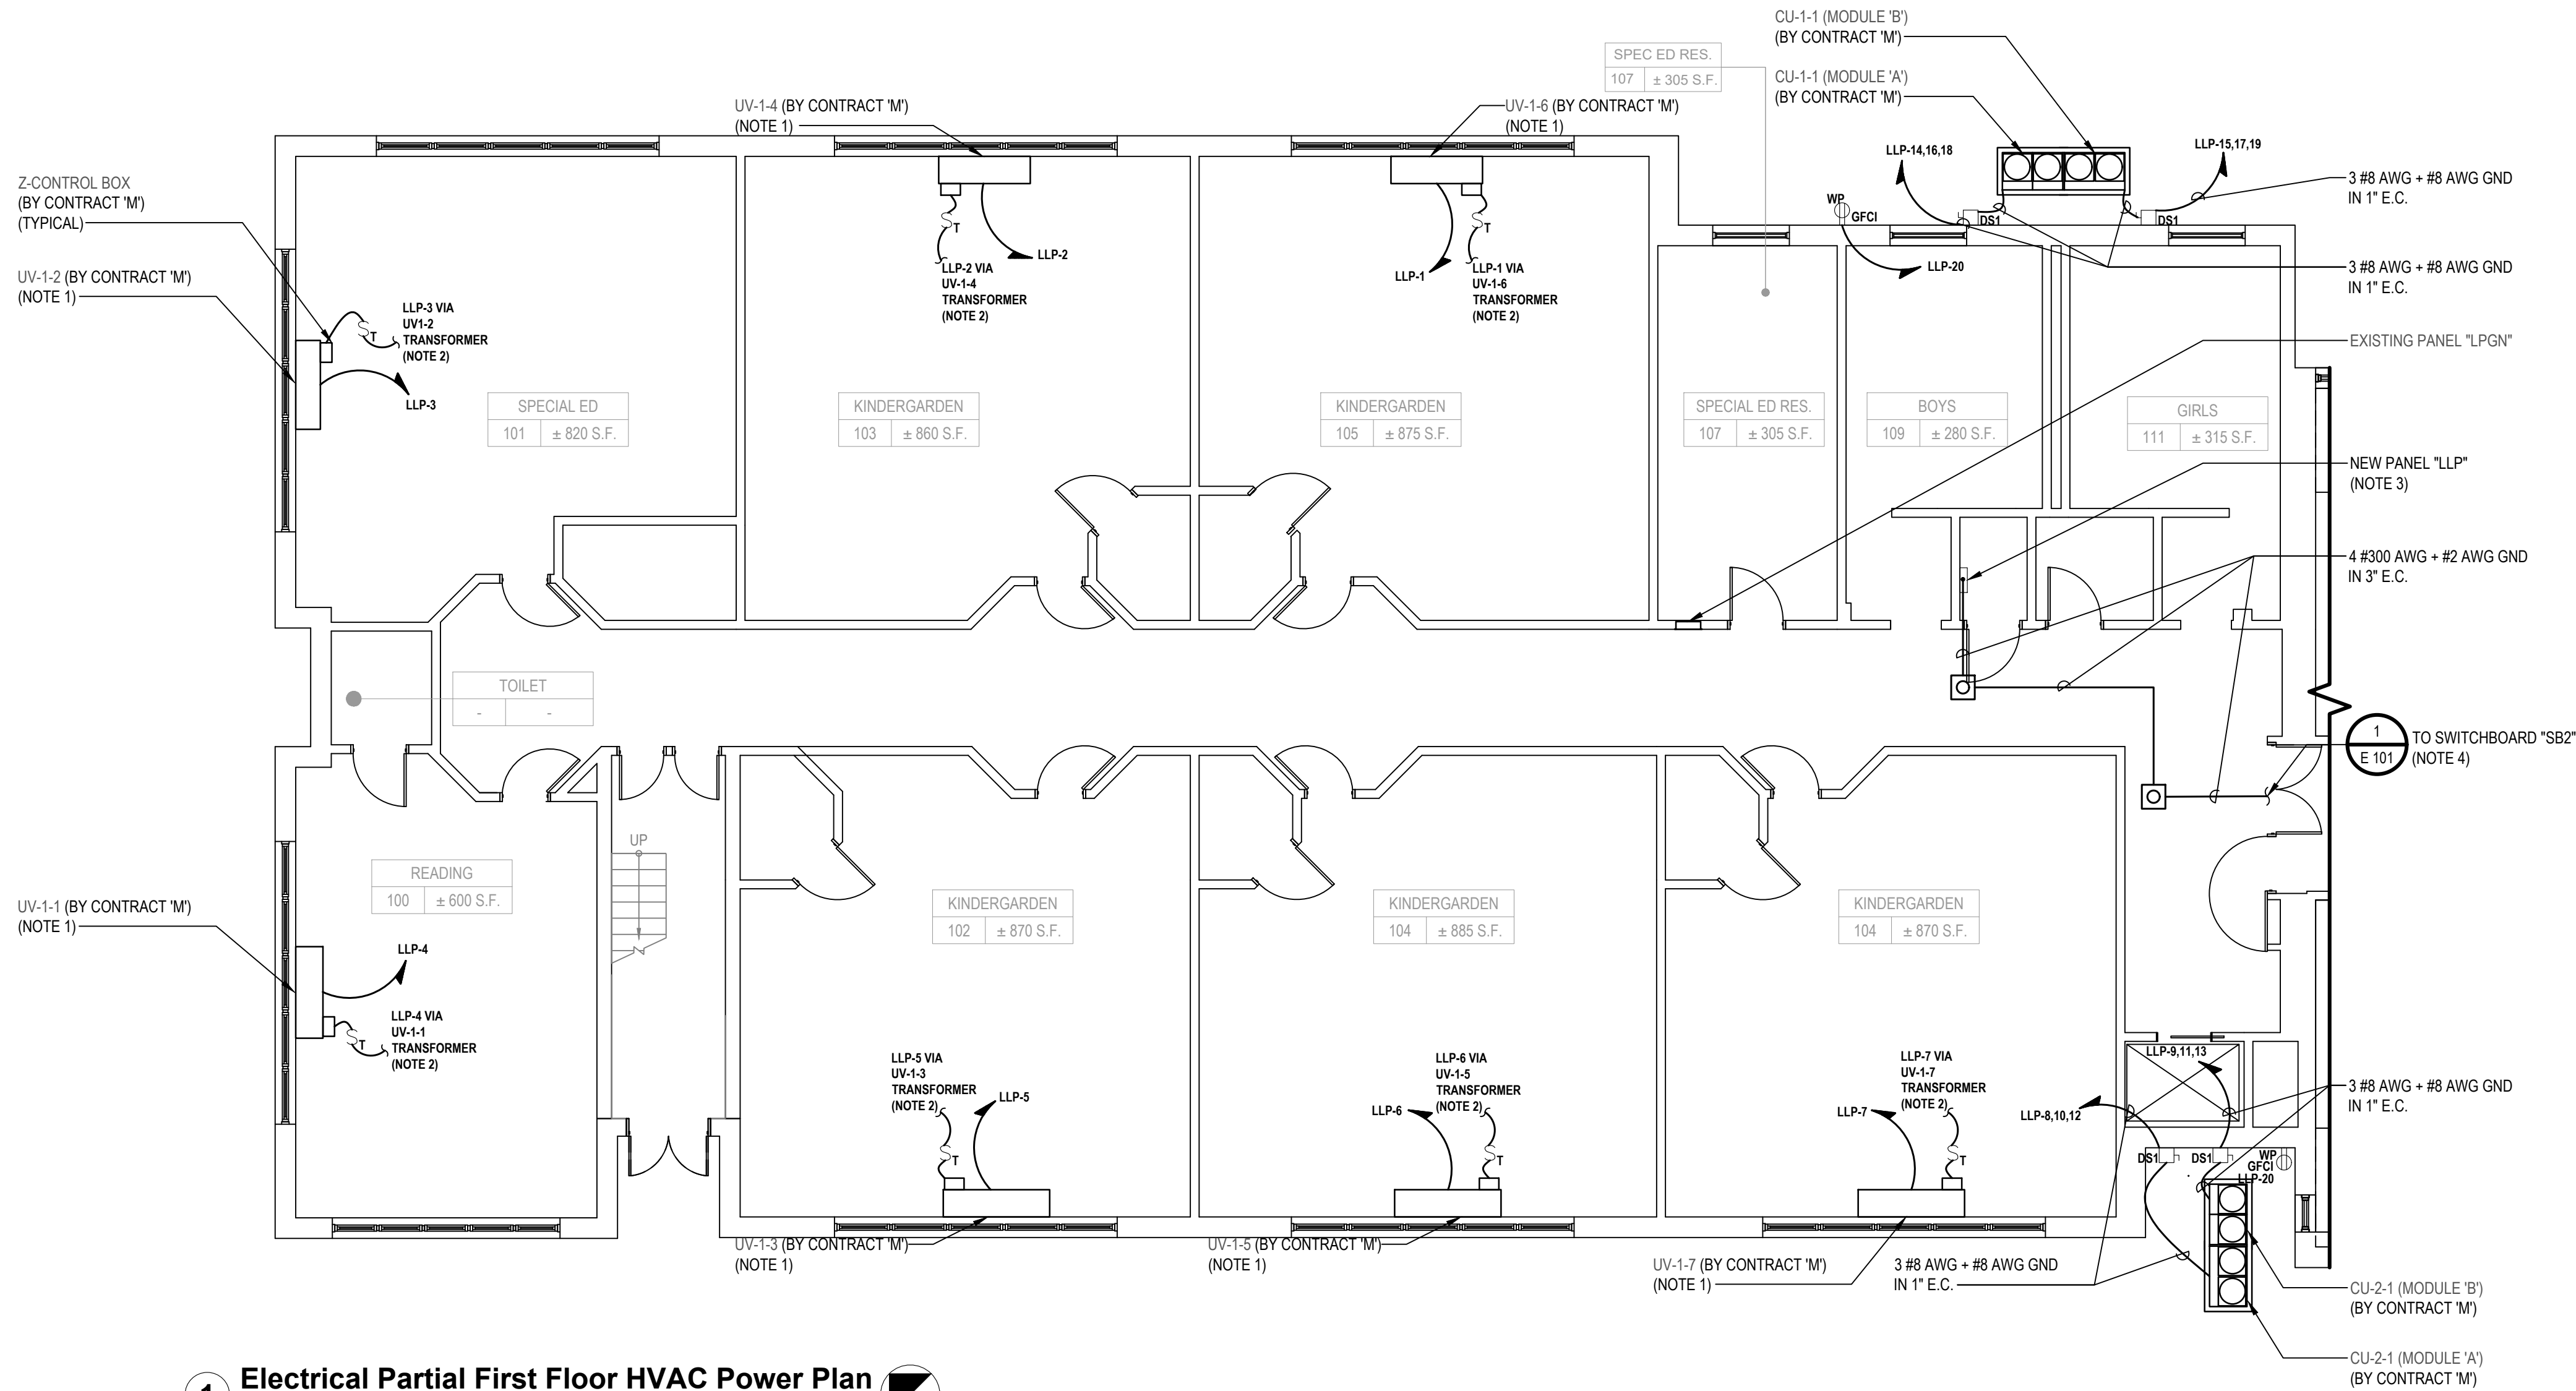 CU-1-1 (MODULE 'B')
(BY CONTRACT 'M')
SPEC ED RES.
107 ± 305 S.F.
CU-1-1 (MODULE 'A')
(BY CONTRACT 'M')
UV-1-4 (BY CONTRACT 'M')
(NOTE 1)
UV-1-6 (BY CONTRACT 'M')
(NOTE 1)
LLP-14,16,18
LLP-15,17,19
Z-CONTROL BOX
(BY CONTRACT 'M')
(TYPICAL)
3 #8 AWG + #8 AWG GND
IN 1" E.C.
WP
GFCI
DS1
DS1
S T
S T
LLP-2
LLP-1
LLP-20
LLP-2 VIA
UV-1-4
TRANSFORMER
(NOTE 2)
LLP-1 VIA
UV-1-6
TRANSFORMER
(NOTE 2)
3 #8 AWG + #8 AWG GND
IN 1" E.C.
UV-1-2 (BY CONTRACT 'M')
(NOTE 1)
LLP-3 VIA
UV1-2
TRANSFORMER
(NOTE 2)
S T
LLP-3
EXISTING PANEL "LPGN"
SPECIAL ED
101 ± 820 S.F.
KINDERGARDEN
103 ± 860 S.F.
KINDERGARDEN
105 ± 875 S.F.
SPECIAL ED RES.
107 ± 305 S.F.
BOYS
109 ± 280 S.F.
GIRLS
111 ± 315 S.F.
NEW PANEL "LLP"
(NOTE 3)
4 #300 AWG + #2 AWG GND
IN 3" E.C.
TOILET
- -
1
E 101
TO SWITCHBOARD "SB2"
(NOTE 4)
UP
READING
100 ± 600 S.F.
KINDERGARDEN
102 ± 870 S.F.
KINDERGARDEN
104 ± 885 S.F.
KINDERGARDEN
104 ± 870 S.F.
UV-1-1 (BY CONTRACT 'M')
(NOTE 1)
LLP-4
LLP-4 VIA
UV-1-1
TRANSFORMER
(NOTE 2)
S T
LLP-5 VIA
UV-1-3
TRANSFORMER
(NOTE 2)
LLP-5
S T
LLP-6 VIA
UV-1-5
TRANSFORMER
(NOTE 2)
LLP-6
S T
LLP-7 VIA
UV-1-7
TRANSFORMER
(NOTE 2)
LLP-7
S T
LLP-9,11,13
LLP-8,10,12
3 #8 AWG + #8 AWG GND
IN 1" E.C.
DS1
DS1
WP
GFCI
LLP-20
UV-1-3 (BY CONTRACT 'M')
(NOTE 1)
UV-1-5 (BY CONTRACT 'M')
(NOTE 1)
UV-1-7 (BY CONTRACT 'M')
(NOTE 1)
3 #8 AWG + #8 AWG GND
IN 1" E.C.
CU-2-1 (MODULE 'B')
(BY CONTRACT 'M')
CU-2-1 (MODULE 'A')
(BY CONTRACT 'M')
1
Electrical Partial First Floor HVAC Power Plan